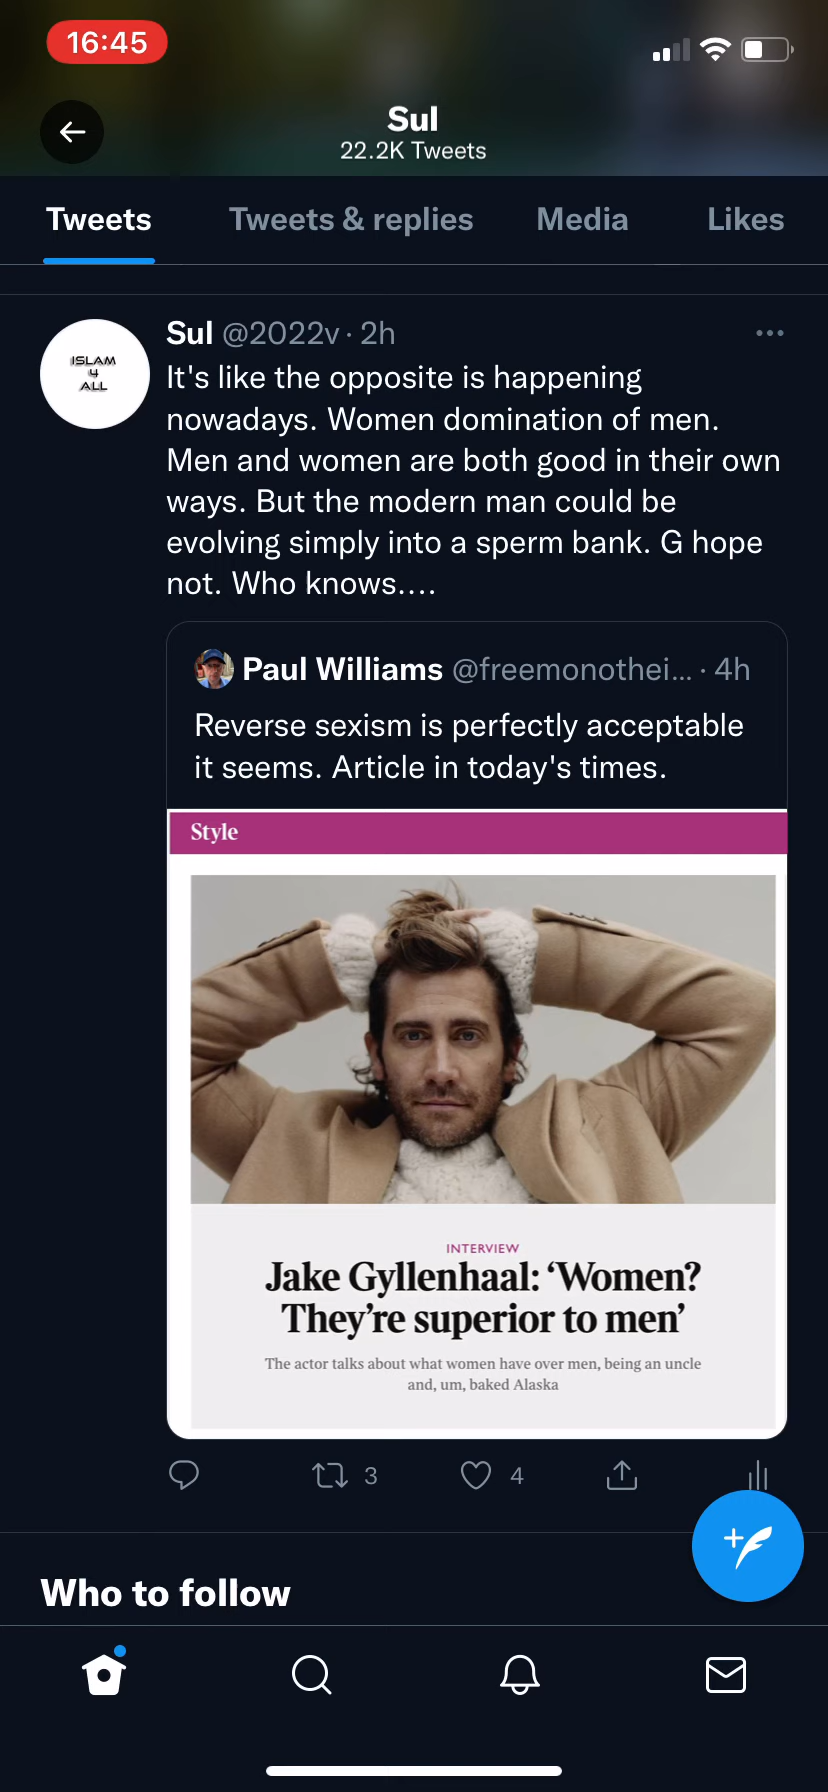 16:45
Sul
22.2K Tweets
Tweets Tweets & replies Media Likes
ISLAM
4
ALL
Sul @2022v · 2h
It's like the opposite is happening
nowadays. Women domination of men.
Men and women are both good in their own
ways. But the modern man could be
evolving simply into a sperm bank. G hope
not. Who knows....
Paul Williams @freemonothei... · 4h
Reverse sexism is perfectly acceptable
it seems. Article in today's times.
Style
INTERVIEW
Jake Gyllenhaal: ‘Women?
They’re superior to men’
The actor talks about what women have over men, being an uncle
and, um, baked Alaska
3 4
Who to follow